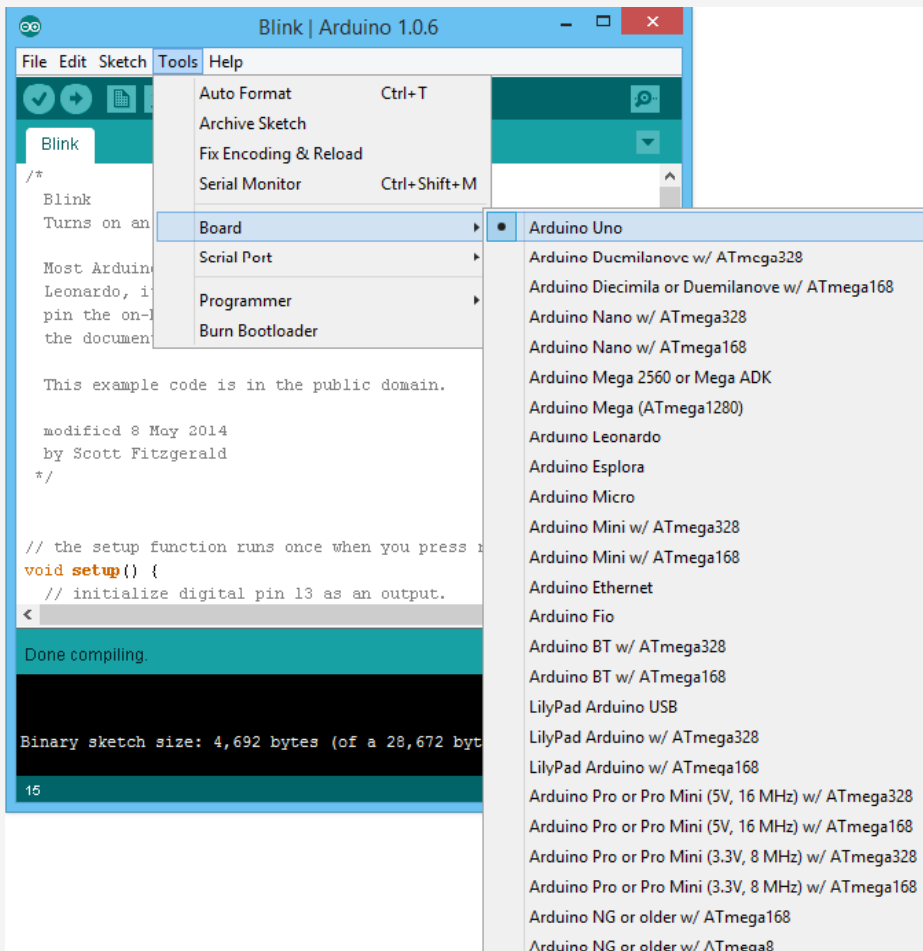 Blink | Arduino 1.0.6
File Edit Sketch Tools Help
Auto Format Ctrl+T
Archive Sketch
Fix Encoding & Reload
Serial Monitor Ctrl+Shift+M
Board
Serial Port
Programmer
Burn Bootloader
Arduino Uno
Arduino Duemilanove w/ ATmega328
Arduino Diecimila or Duemilanove w/ ATmega168
Arduino Nano w/ ATmega328
Arduino Nano w/ ATmega168
Arduino Mega 2560 or Mega ADK
Arduino Mega (ATmega1280)
Arduino Leonardo
Arduino Esplora
Arduino Micro
Arduino Mini w/ ATmega328
Arduino Mini w/ ATmega168
Arduino Ethernet
Arduino Fio
Arduino BT w/ ATmega328
Arduino BT w/ ATmega168
LilyPad Arduino USB
LilyPad Arduino w/ ATmega328
LilyPad Arduino w/ ATmega168
Arduino Pro or Pro Mini (5V, 16 MHz) w/ ATmega328
Arduino Pro or Pro Mini (5V, 16 MHz) w/ ATmega168
Arduino Pro or Pro Mini (3.3V, 8 MHz) w/ ATmega328
Arduino Pro or Pro Mini (3.3V, 8 MHz) w/ ATmega168
Arduino NG or older w/ ATmega168
Arduino NG or older w/ ATmega8
Blink
/*
Blink
Turns on an
Most Arduin
Leonardo, i
pin the on-
the documen
This example code is in the public domain.
modified 8 May 2014
by Scott Fitzgerald
*/
// the setup function runs once when you press
void setup() {
// initialize digital pin 13 as an output.
Done compiling.
Binary sketch size: 4,692 bytes (of a 28,672 byt
15